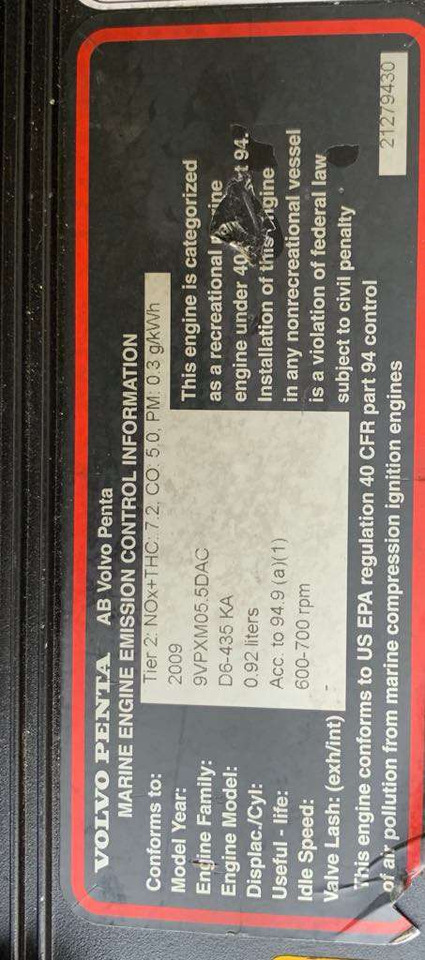 VOLVO PENTA AB Volvo Penta
MARINE ENGINE EMISSION CONTROL INFORMATION
Conforms to: Tier 2: NOx+THC: 7.2, CO: 5.0, PM: 0.3 g/kWh
Model Year: 2009
Engine Family: 9VPXM05.5DAC
Engine Model: D6-435 KA
Displac./Cyl: 0.92 liters
Useful - life: Acc. to 94.9 (a)(1)
Idle Speed: 600-700 rpm
Valve Lash: (exh/int) -
This engine is categorized
as a recreational
engine under 40 94.
Installation of this
in any nonrecreational vessel
is a violation of federal law
subject to civil penalty
This engine conforms to US EPA regulation 40 CFR part 94 control
of air pollution from marine compression ignition engines
21279430